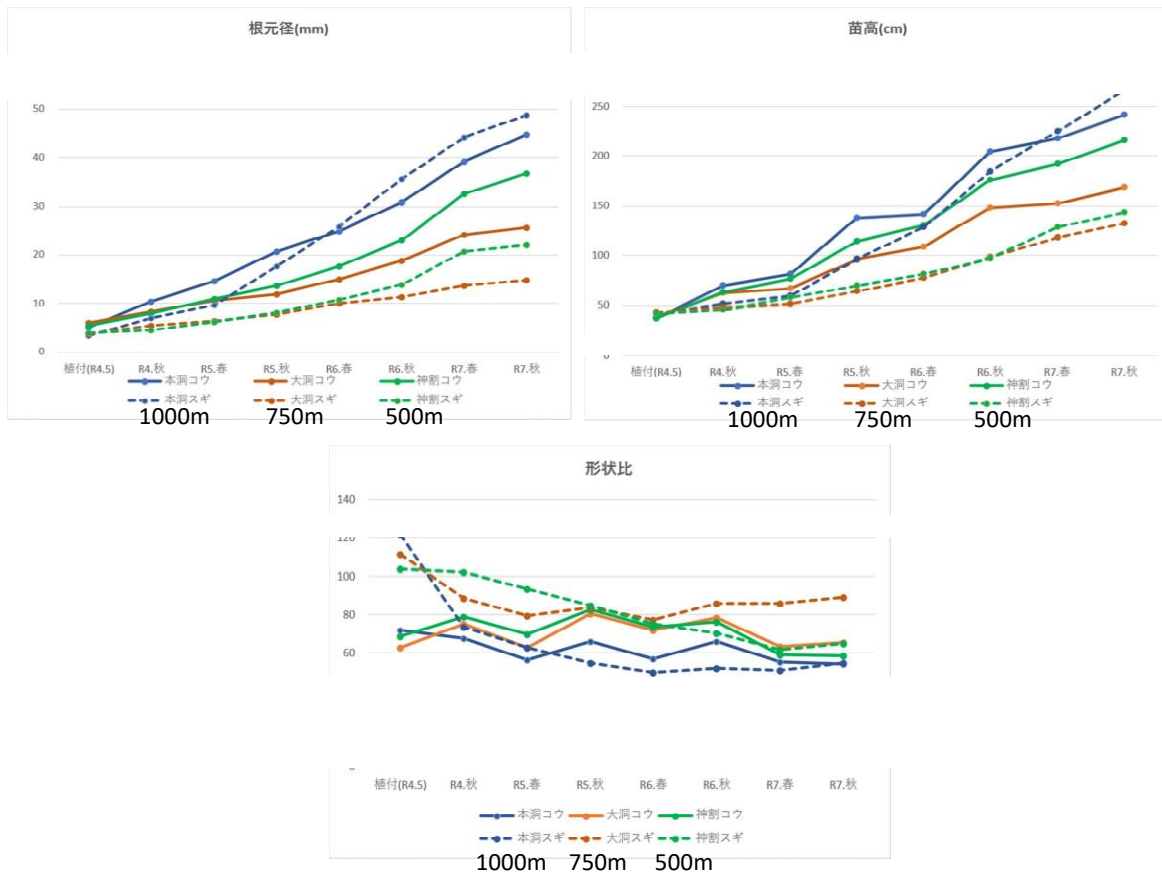 根元径(mm)
50
40
30
20
10
0
植付(R4.5) R4.秋 R5.春 R5.秋 R6.春 R6.秋 R7.春 R7.秋
本洞コウ 大洞コウ 神割コウ
本洞スギ 大洞スギ 神割スギ
1000m 750m 500m
苗高(cm)
250
200
150
100
50
植付(R4.5) R4.秋 R5.春 R5.秋 R6.春 R6.秋 R7.春 R7.秋
本洞コウ 大洞コウ 神割コウ
本洞スギ 大洞スギ 神割スギ
1000m 750m 500m
形状比
140
120
100
80
60
植付(R4.5) R4.秋 R5.春 R5.秋 R6.春 R6.秋 R7.春 R7.秋
本洞コウ 大洞コウ 神割コウ
本洞スギ 大洞スギ 神割スギ
1000m 750m 500m